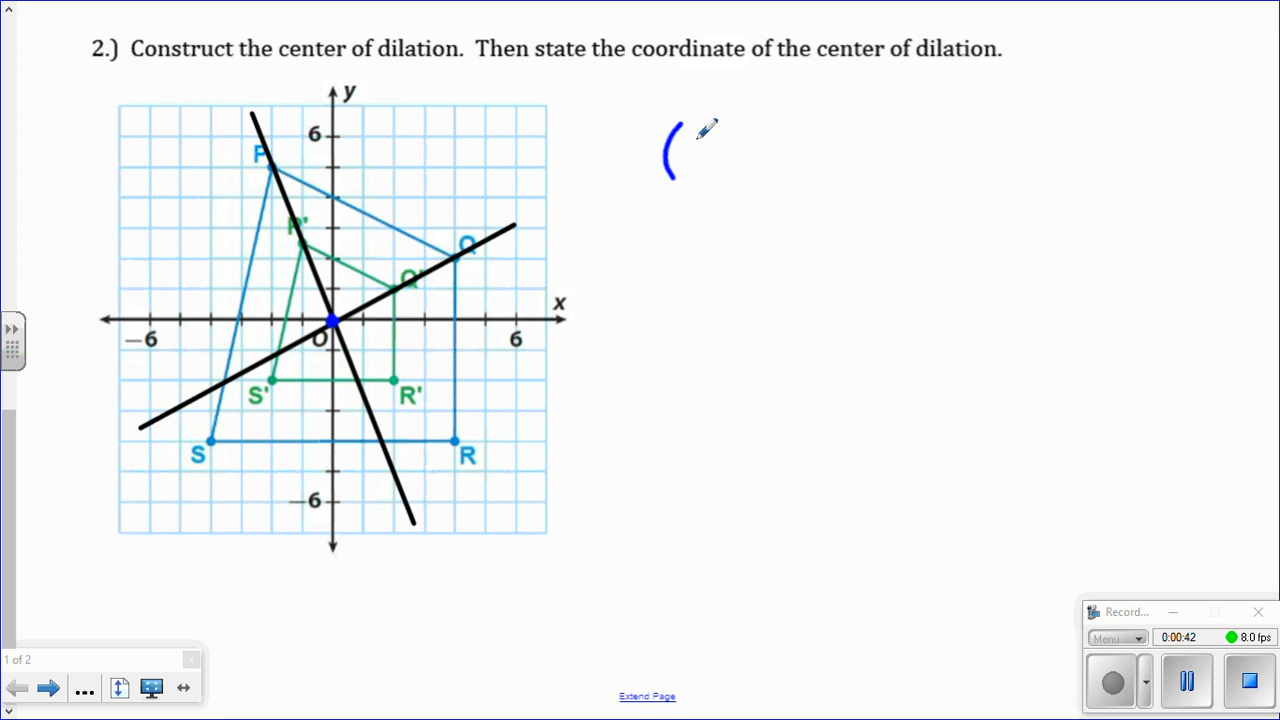 2.) Construct the center of dilation. Then state the coordinate of the center of dilation.
y
6
P
(
P'
Q
Q'
x
−6
O
6
S'
R'
S
R
−6
Record...
Menu
0:00:42
8.0 fps
1 of 2
...
Extend Page